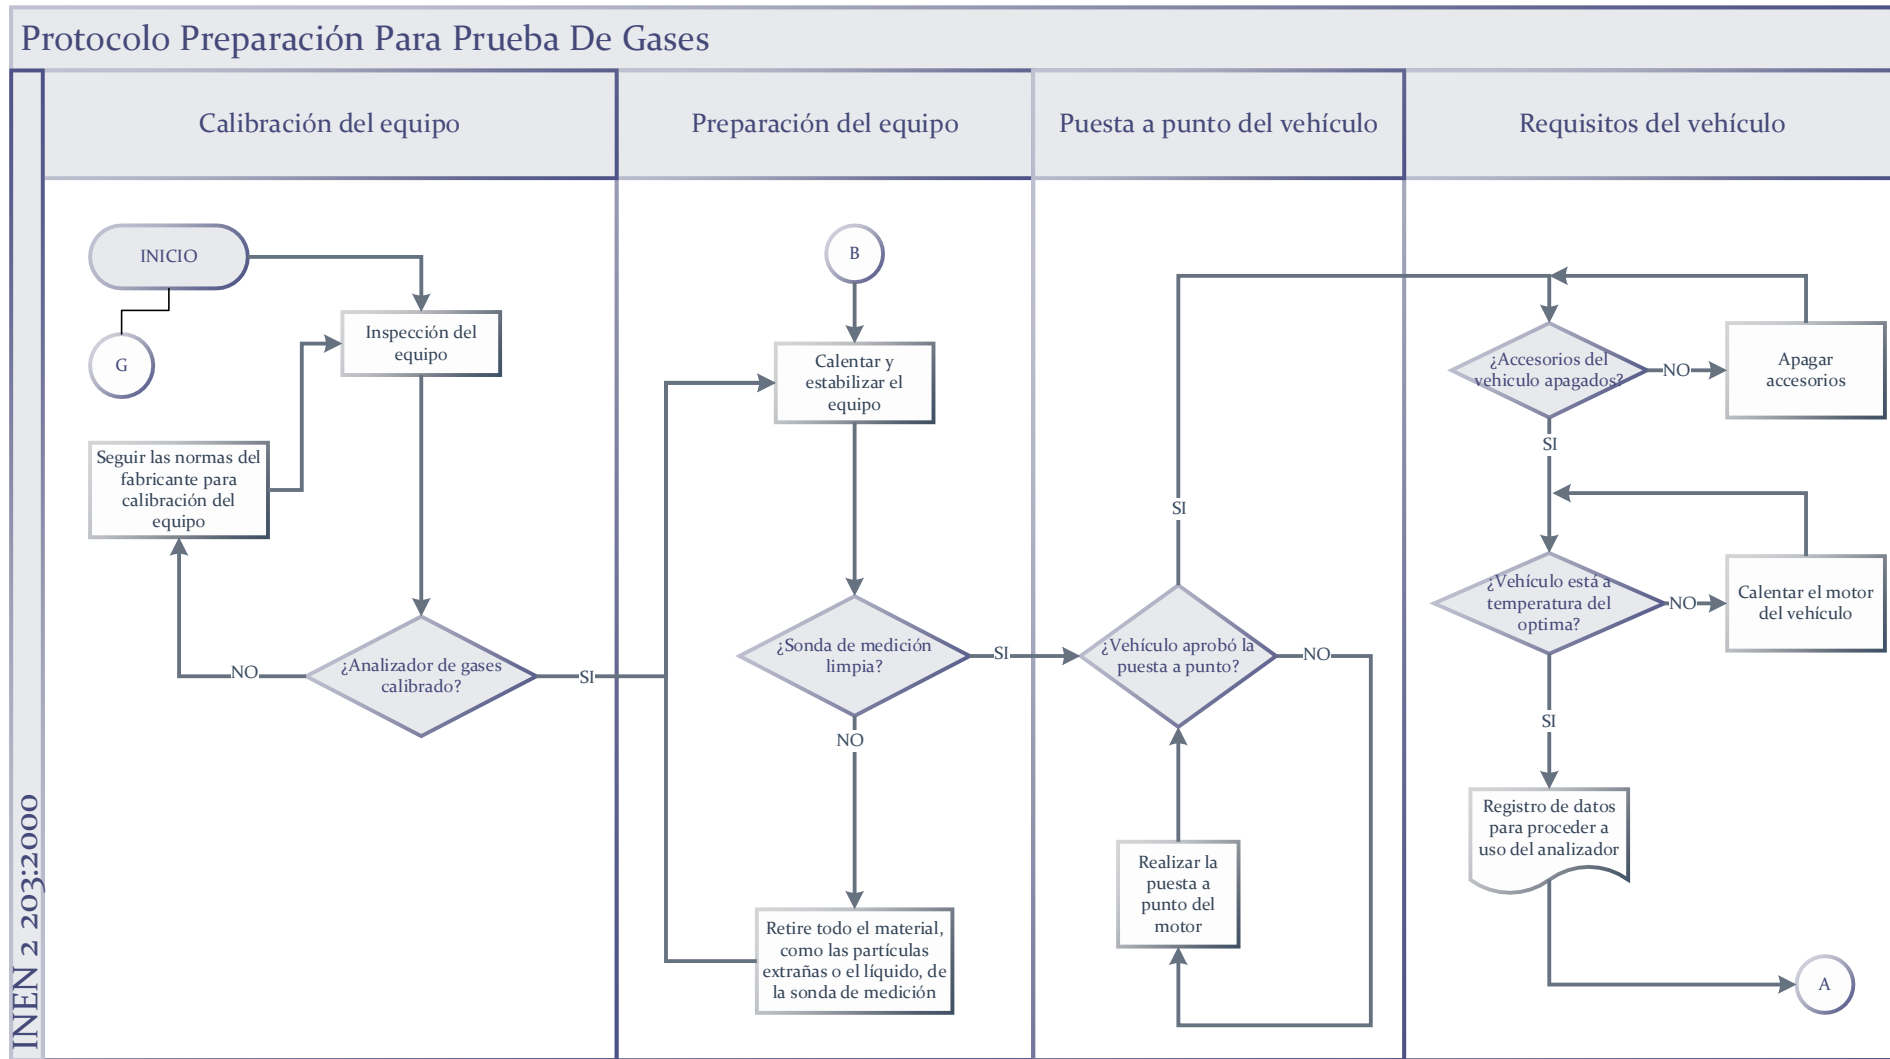 Protocolo Preparación Para Prueba De Gases
INEN 2 203:2000
Calibración del equipo
Preparación del equipo
Puesta a punto del vehículo
Requisitos del vehículo
INICIO
G
Inspección del
equipo
Seguir las normas del
fabricante para
calibración del
equipo
NO
¿Analizador de gases
calibrado?
SI
B
Calentar y
estabilizar el
equipo
¿Sonda de medición
limpia?
SI
NO
Retire todo el material,
como las partículas
extrañas o el líquido, de
la sonda de medición
SI
¿Vehículo aprobó la
puesta a punto?
NO
Realizar la
puesta a
punto del
motor
¿Accesorios del
vehiculo apagados?
NO
Apagar
accesorios
SI
¿Vehículo está a
temperatura del
optima?
NO
Calentar el motor
del vehículo
SI
Registro de datos
para proceder a
uso del analizador
A